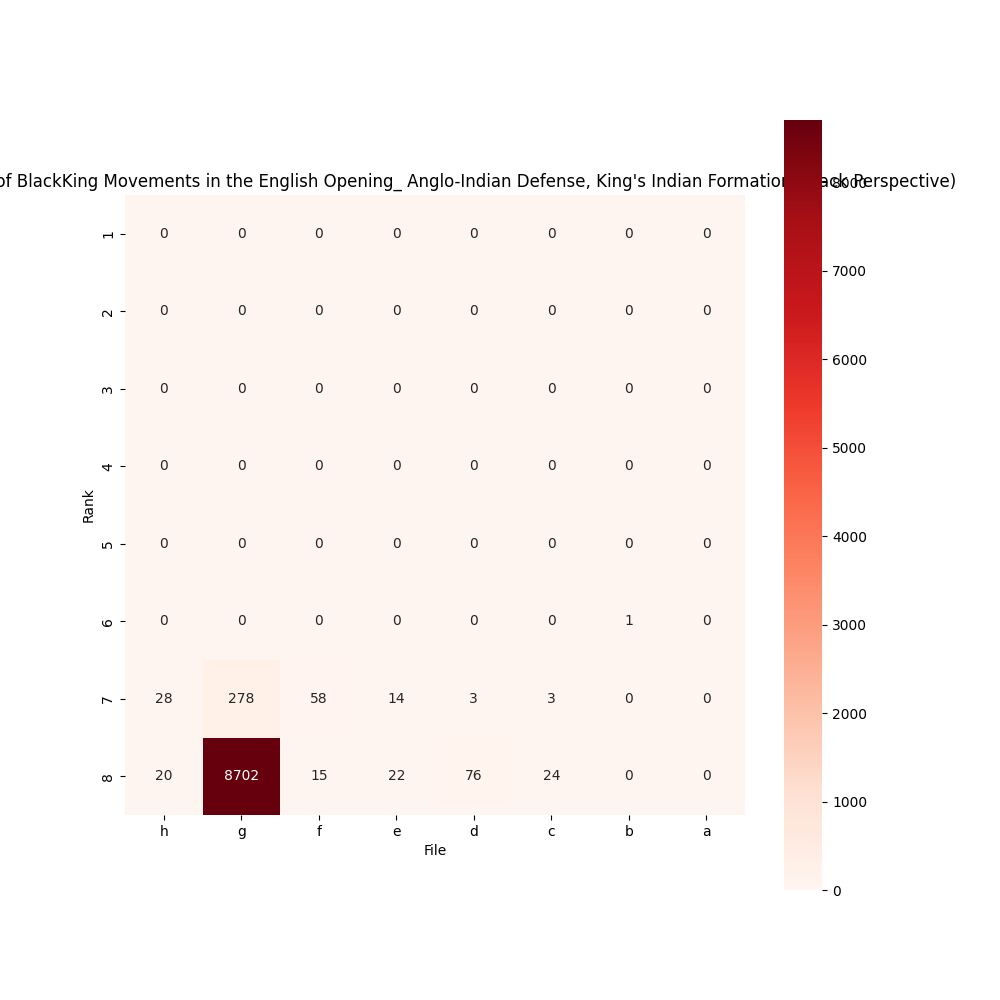 of BlackKing Movements in the English Opening_ Anglo-Indian Defense, King's Indian Formation Perspective)
8000
1 0 0 0 0 0 0 0 0
7000
2 0 0 0 0 0 0 0 0
6000
3 0 0 0 0 0 0 0 0
5000
4 0 0 0 0 0 0 0 0
4000
Rank
5 0 0 0 0 0 0 0 0
3000
6 0 0 0 0 0 0 1 0
2000
7 28 278 58 14 3 3 0 0
8 20 8702 15 22 76 24 0 0
1000
h g f e d c b a
File
0